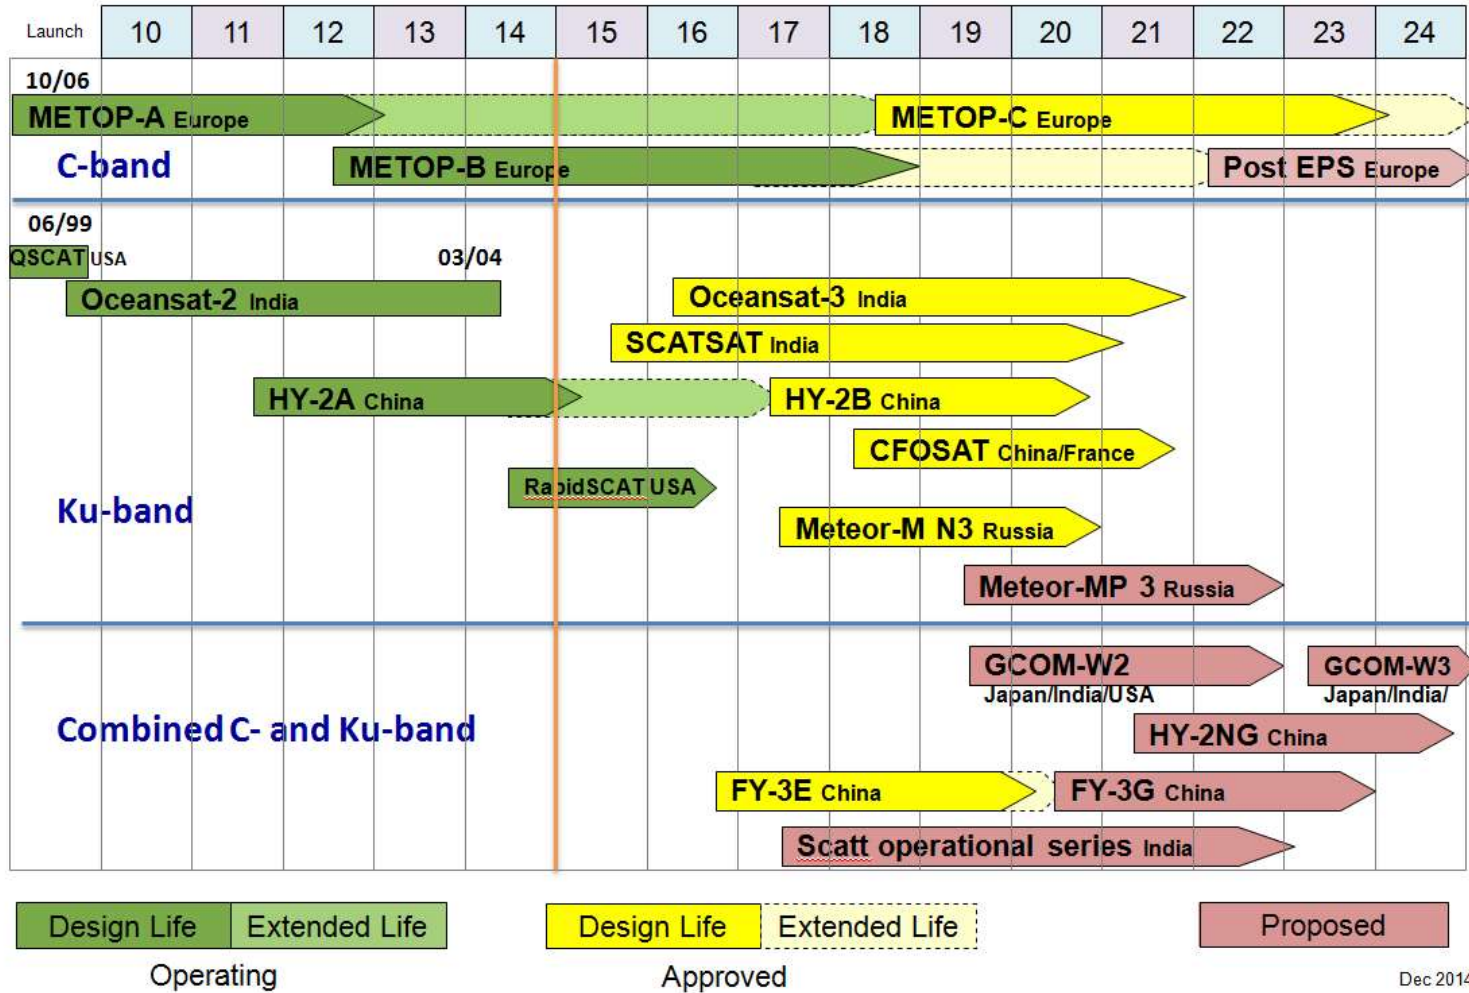 Launch 10 11 12 13 14 15 16 17 18 19 20 21 22 23 24
10/06
METOP-A Europe METOP-C Europe
C-band
METOP-B Europe Post EPS Europe
06/99
QSCAT USA 03/04
Oceansat-2 India Oceansat-3 India
SCATSAT India
HY-2A China HY-2B China
CFOSAT China/France
RapidSCAT USA
Ku-band
Meteor-M N3 Russia
Meteor-MP 3 Russia
GCOM-W2 GCOM-W3
Japan/India/USA Japan/India/
Combined C- and Ku-band
HY-2NG China
FY-3E China FY-3G China
Scatt operational series India
Design Life Extended Life Design Life Extended Life Proposed
Operating Approved
Dec 2014